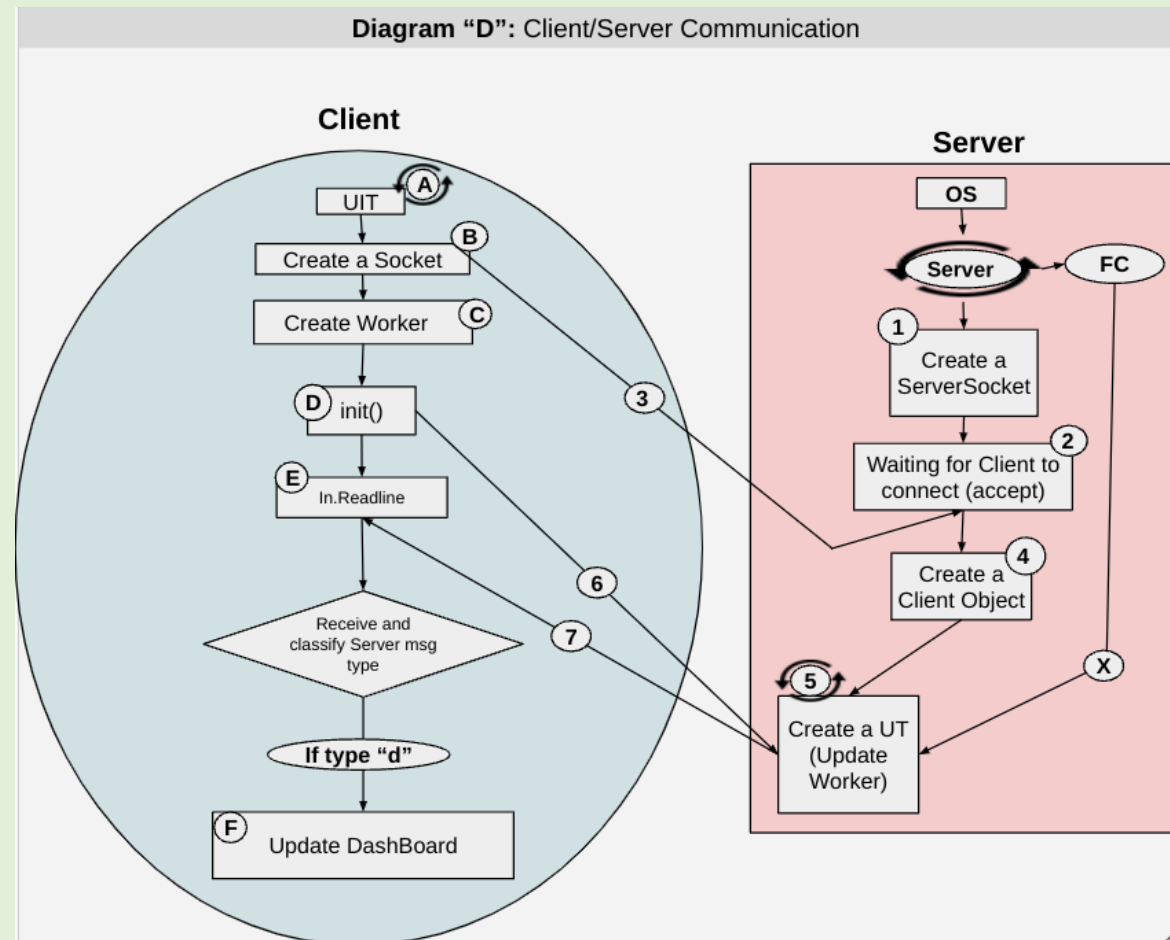 Diagram “D”: Client/Server Communication
Client
A
UIT
B
Create a Socket
C
Create Worker
D
init()
E
In.Readline
Receive and
classify Server msg
type
If type “d”
F
Update DashBoard
3
6
7
Server
OS
Server
FC
1
Create a
ServerSocket
2
Waiting for Client to
connect (accept)
4
Create a
Client Object
5
X
Create a UT
(Update
Worker)